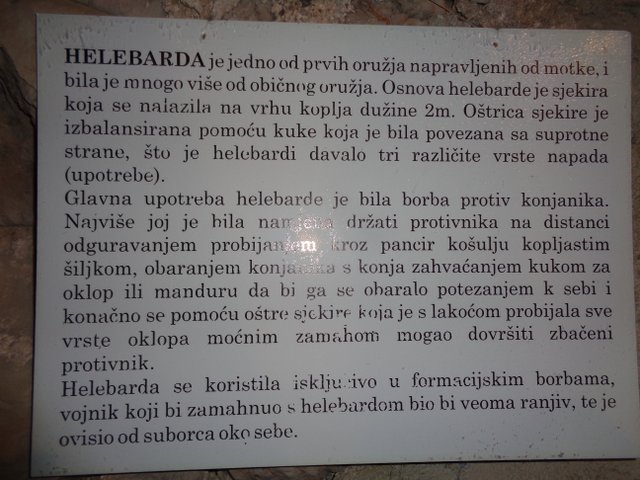 HELEBARDA je jedno od prvih oružja napravljenih od motke, i
bila je mnogo više od običnog oružja. Osnova helebarde je sjekira
koja se nalazila na vrhu koplja dužine 2m. Oštrica sjekire je
izbalansirana pomoću kuke koja je bila povezana sa suprotne
strane, što je helebardi davalo tri različite vrste napada
(upotrebe).
Glavna upotreba helebarde je bila borba protiv konjanika.
Najviše joj je bila namjena držati protivnika na distanci
odguravanjem probijanjem kroz pancir košulju kopljastim
šiljkom, obaranjem konjanika s konja zahvaćanjem kukom za
oklop ili manduru da bi ga se obaralo potezanjem k sebi i
konačno se pomoću oštre sjekire koja je s lakoćom probijala sve
vrste oklopa moćnim zamahom mogao dovršiti zbačeni
protivnik.
Helebarda se koristila isključivo u formacijskim borbama,
vojnik koji bi zamahnuo s helebardom bio bi veoma ranjiv, te je
ovisio od suborca oko sebe.